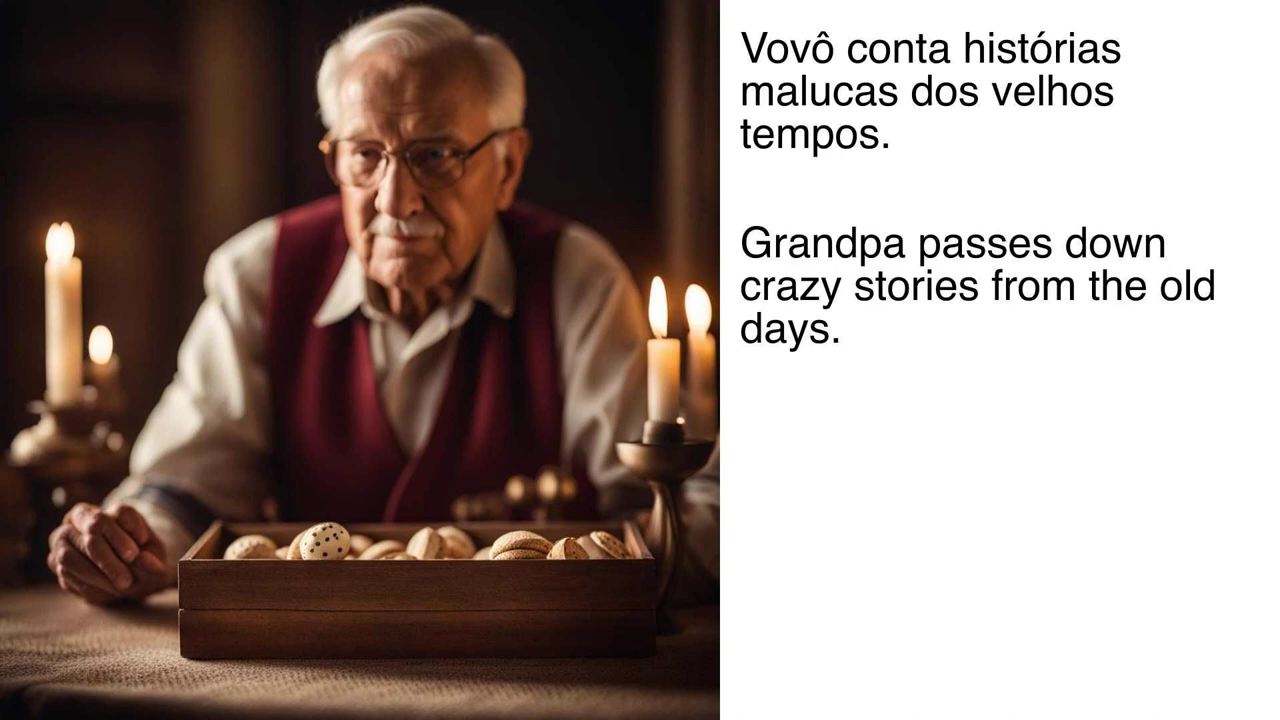 Vovô conta histórias
malucas dos velhos
tempos.
Grandpa passes down
crazy stories from the old
days.